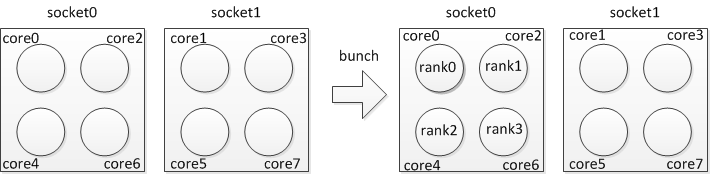 socket0 socket1
core0 core2 core1 core3
core4 core6 core5 core7
bunch
socket0 socket1
core0 core2 core1 core3
rank0 rank1
rank2 rank3
core4 core6 core5 core7